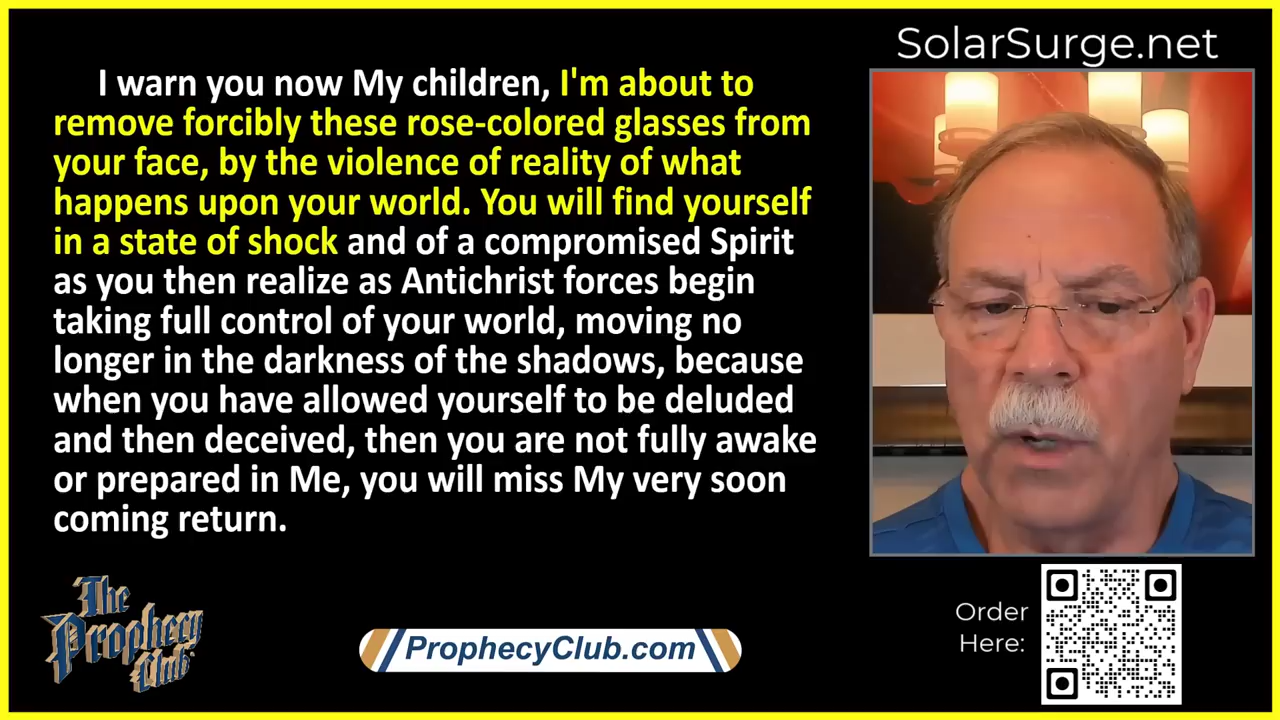 SolarSurge.net
I warn you now My children, I'm about to
remove forcibly these rose-colored glasses from
your face, by the violence of reality of what
happens upon your world. You will find yourself
in a state of shock and of a compromised Spirit
as you then realize as Antichrist forces begin
taking full control of your world, moving no
longer in the darkness of the shadows, because
when you have allowed yourself to be deluded
and then deceived, then you are not fully awake
or prepared in Me, you will miss My very soon
coming return.
The
Prophecy
Club
ProphecyClub.com
Order
Here: